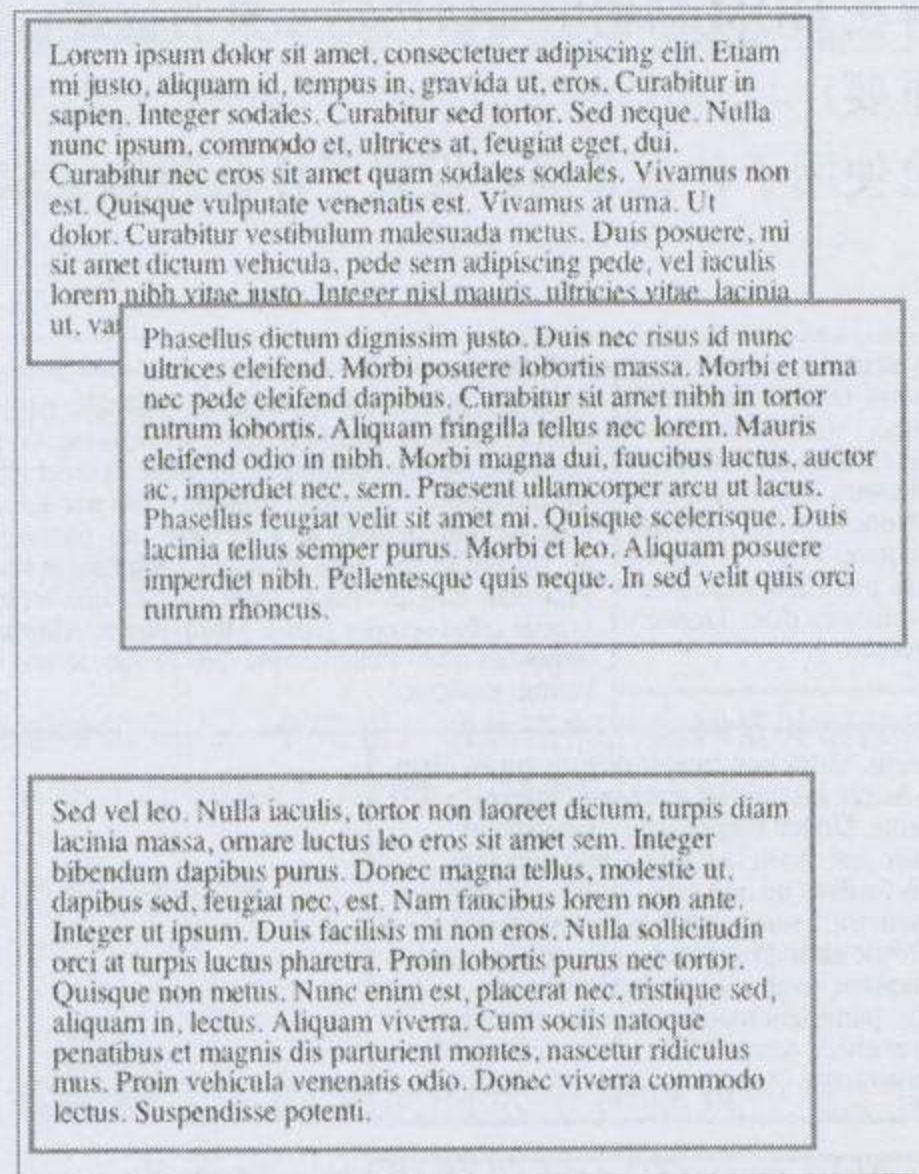 Lorem ipsum dolor sit amet, consectetuer adipiscing elit. Etiam
mi justo, aliquam id, tempus in, gravida ut, eros. Curabitur in
sapien. Integer sodales. Curabitur sed tortor. Sed neque. Nulla
nunc ipsum, commodo et, ultrices at, feugiat eget, dui.
Curabitur nec eros sit amet quam sodales sodales. Vivamus non
est. Quisque vulputate venenatis est. Vivamus at urna. Ut
dolor. Curabitur vestibulum malesuada metus. Duis posuere, mi
sit amet dictum vehicula, pede sem adipiscing pede, vel iaculis
lorem nibh vitae justo. Integer nisl mauris, ultricies vitae, lacinia
ut,
Phasellus dictum dignissim justo. Duis nec risus id nunc
ultrices eleifend. Morbi posuere lobortis massa. Morbi et urna
nec pede eleifend dapibus. Curabitur sit amet nibh in tortor
rutrum lobortis. Aliquam fringilla tellus nec lorem. Mauris
eleifend odio in nibh. Morbi magna dui, faucibus luctus, auctor
ac, imperdiet nec, sem. Praesent ullamcorper arcu ut lacus.
Phasellus feugiat velit sit amet mi. Quisque scelerisque. Duis
lacinia tellus semper purus. Morbi et leo. Aliquam posuere
imperdiet nibh. Pellentesque quis neque. In sed velit quis orci
rutrum rhoncus.
Sed vel leo. Nulla iaculis, tortor non laoreet dictum, turpis diam
lacinia massa, ornare luctus leo eros sit amet sem. Integer
bibendum dapibus purus. Donec magna tellus, molestie ut,
dapibus sed, feugiat nec, est. Nam faucibus lorem non ante.
Integer ut ipsum. Duis facilisis mi non eros. Nulla sollicitudin
orci at turpis luctus pharetra. Proin lobortis purus nec tortor.
Quisque non metus. Nunc enim est, placerat nec, tristique sed,
aliquam in, lectus. Aliquam viverra. Cum sociis natoque
penatibus et magnis dis parturient montes, nascetur ridiculus
mus. Proin vehicula venenatis odio. Donec viverra commodo
lectus. Suspendisse potenti.